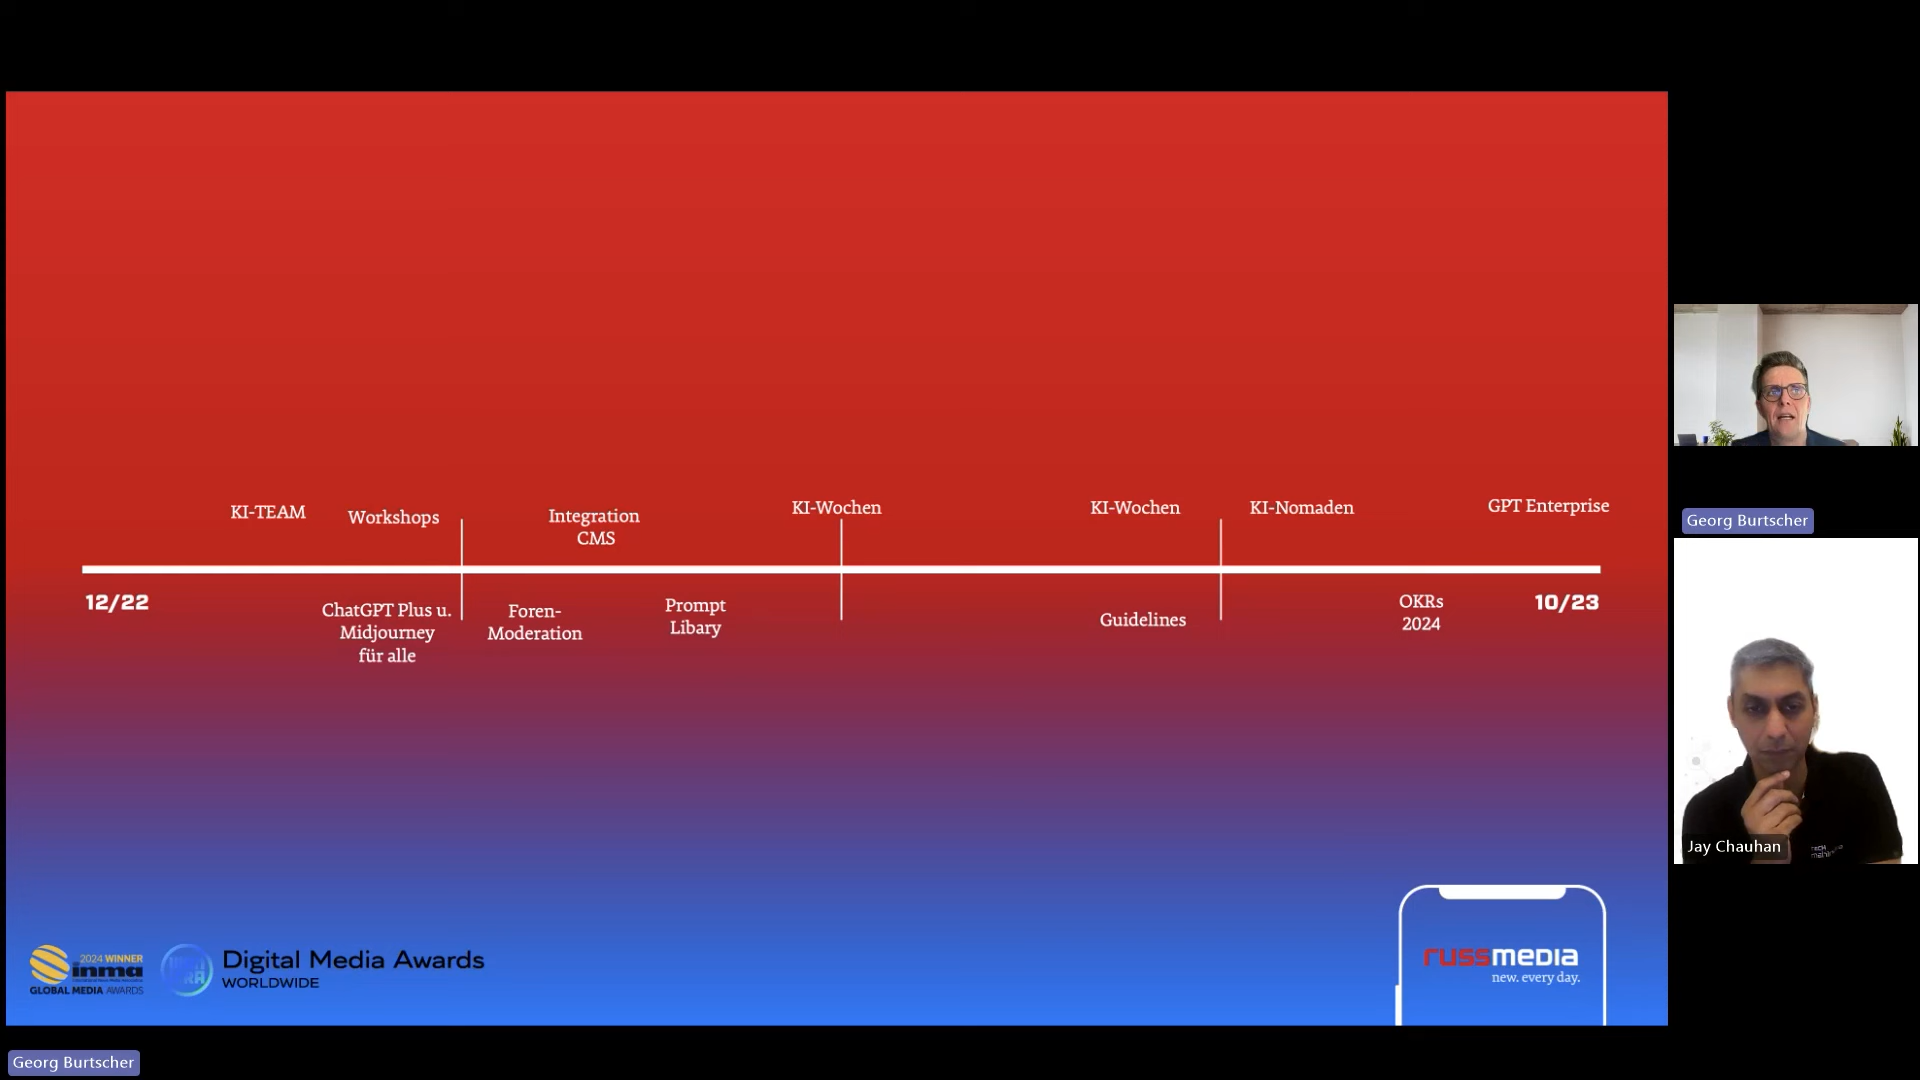 KI-TEAM
Workshops
Integration
CMS
KI-Wochen
KI-Wochen
KI-Nomaden
GPT Enterprise
12/22
ChatGPT Plus u.
Midjourney
für alle
Foren-
Moderation
Prompt
Libary
Guidelines
OKRs
2024
10/23
2024 WINNER
inma
GLOBAL MEDIA AWARDS
Digital Media Awards
WORLDWIDE
russmedia
new. every day.
Georg Burtscher
Jay Chauhan
Georg Burtscher